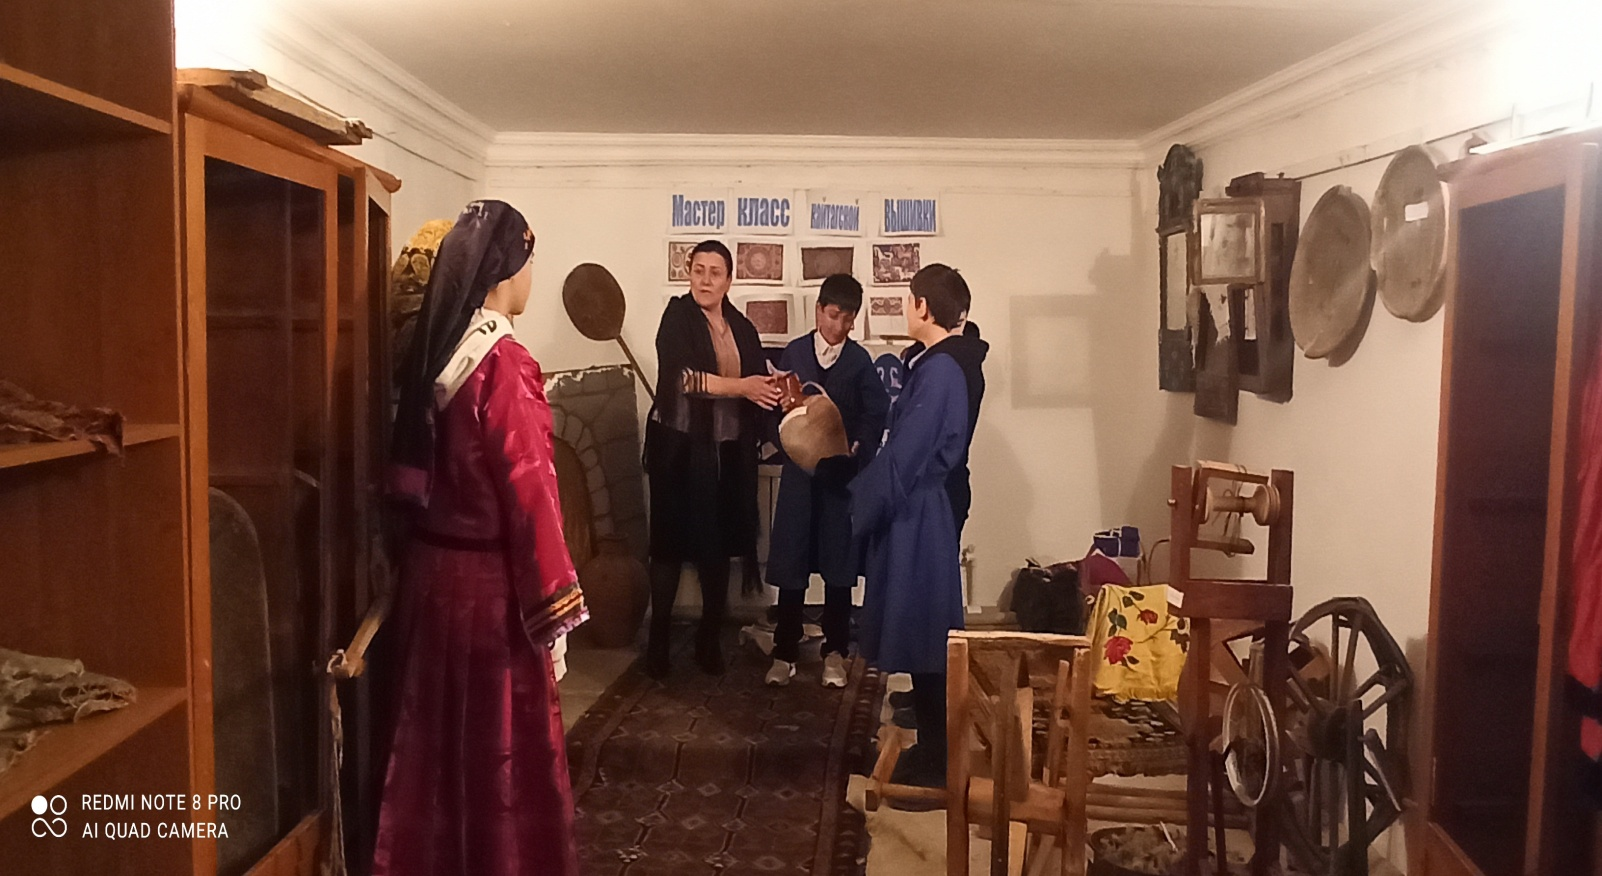 Мастер класс кайтагской вышивки
REDMI NOTE 8 PRO
AI QUAD CAMERA